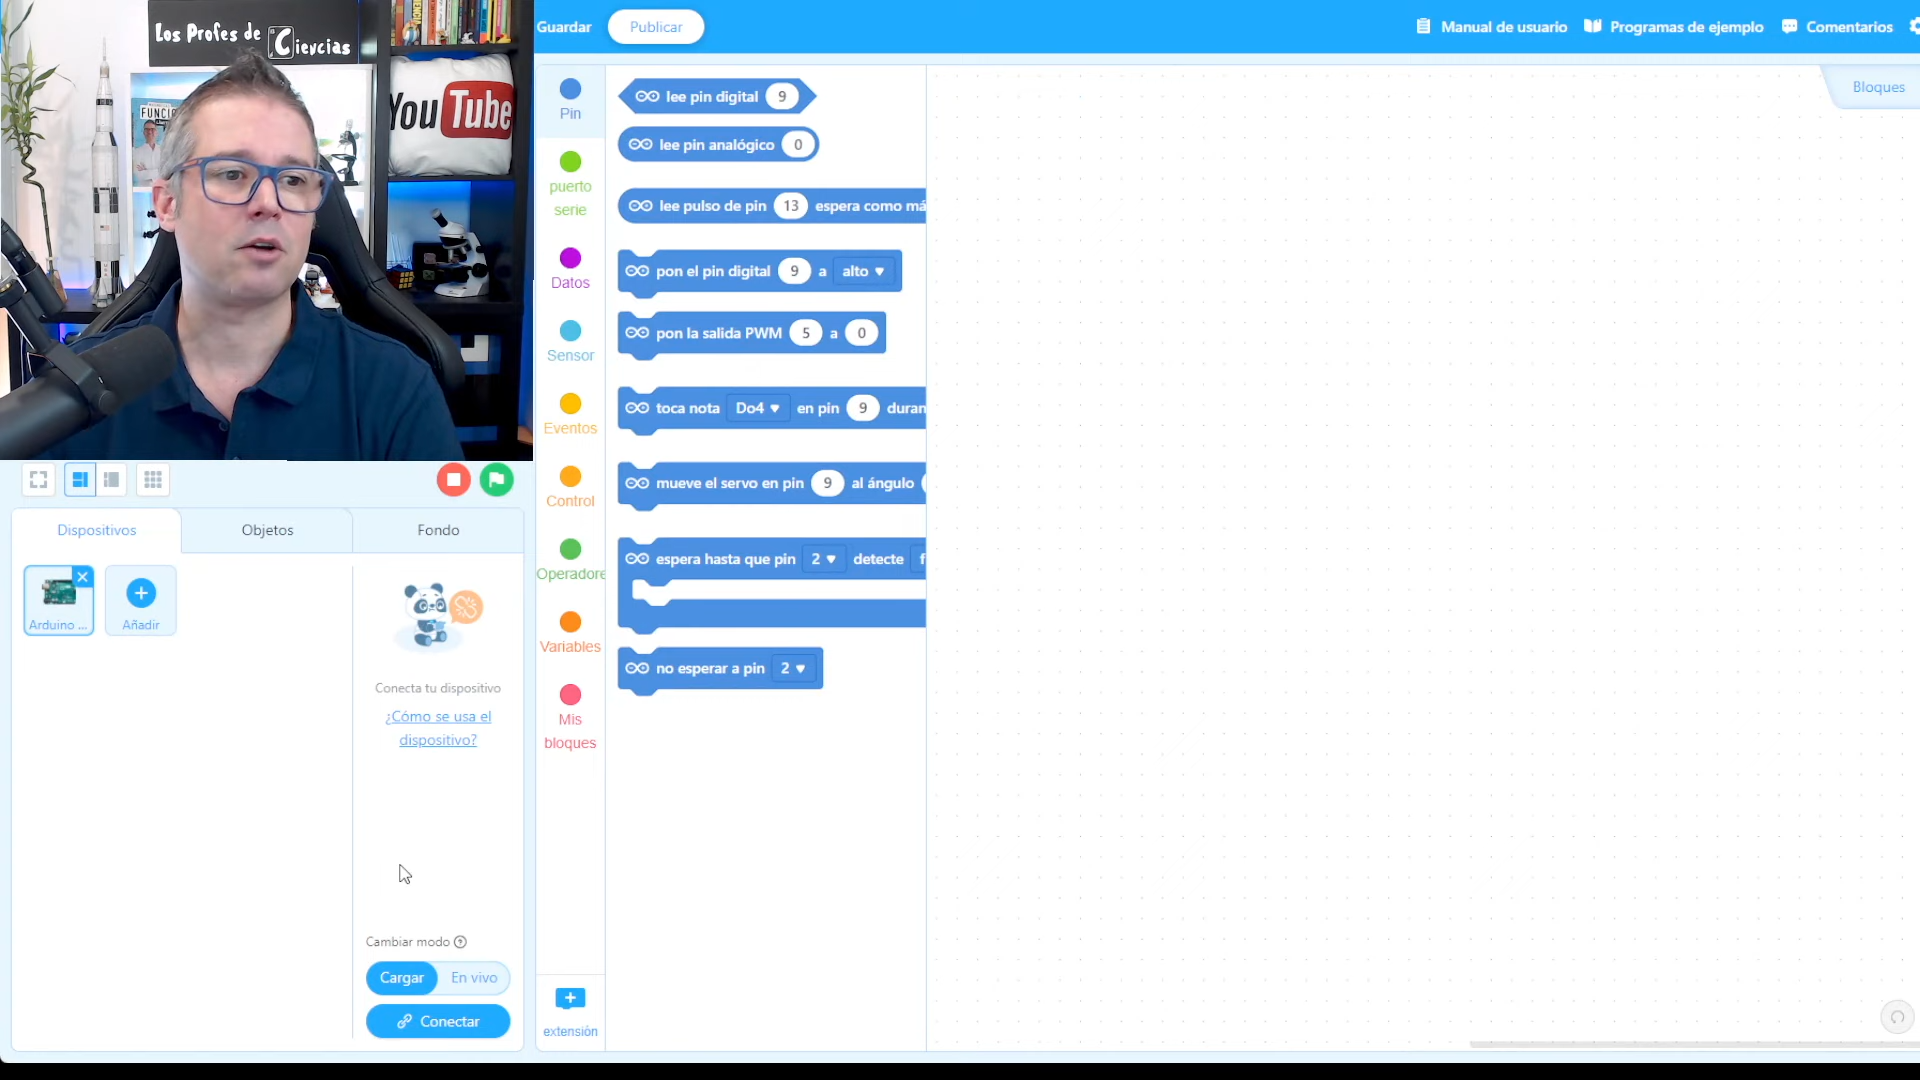 Los Profes de
Ciencias
FUNCIO
YouTube
Guardar
Publicar
Manual de usuario
Programas de ejemplo
Comentarios
Bloques
Pin
puerto
serie
Datos
Sensor
Eventos
Control
Operadore
Variables
Mis
bloques
extensión
lee pin digital 9
lee pin analógico 0
lee pulso de pin 13 espera como má
pon el pin digital 9 a alto
pon la salida PWM 5 a 0
toca nota Do4 en pin 9 duran
mueve el servo en pin 9 al ángulo
espera hasta que pin 2 detecte f
no esperar a pin 2
Dispositivos
Objetos
Fondo
Arduino ...
Añadir
Conecta tu dispositivo
¿Cómo se usa el
dispositivo?
Cambiar modo
Cargar
En vivo
Conectar